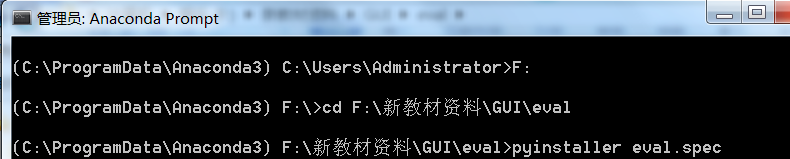 管理员: Anaconda Prompt
(C:\ProgramData\Anaconda3) C:\Users\Administrator>F:
(C:\ProgramData\Anaconda3) F:\>cd F:\新教材资料\GUI\eval
(C:\ProgramData\Anaconda3) F:\新教材资料\GUI\eval>pyinstaller eval.spec